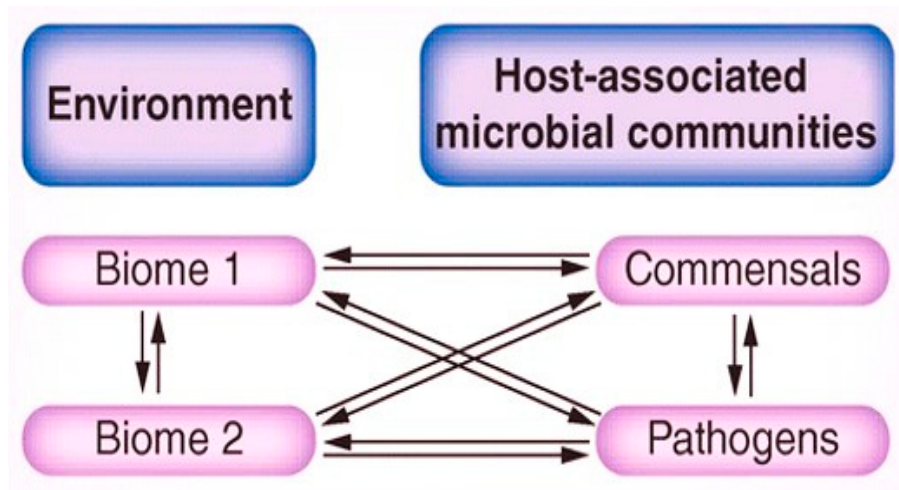 Environment
Host-associated
microbial communities
Biome 1
Commensals
Biome 2
Pathogens